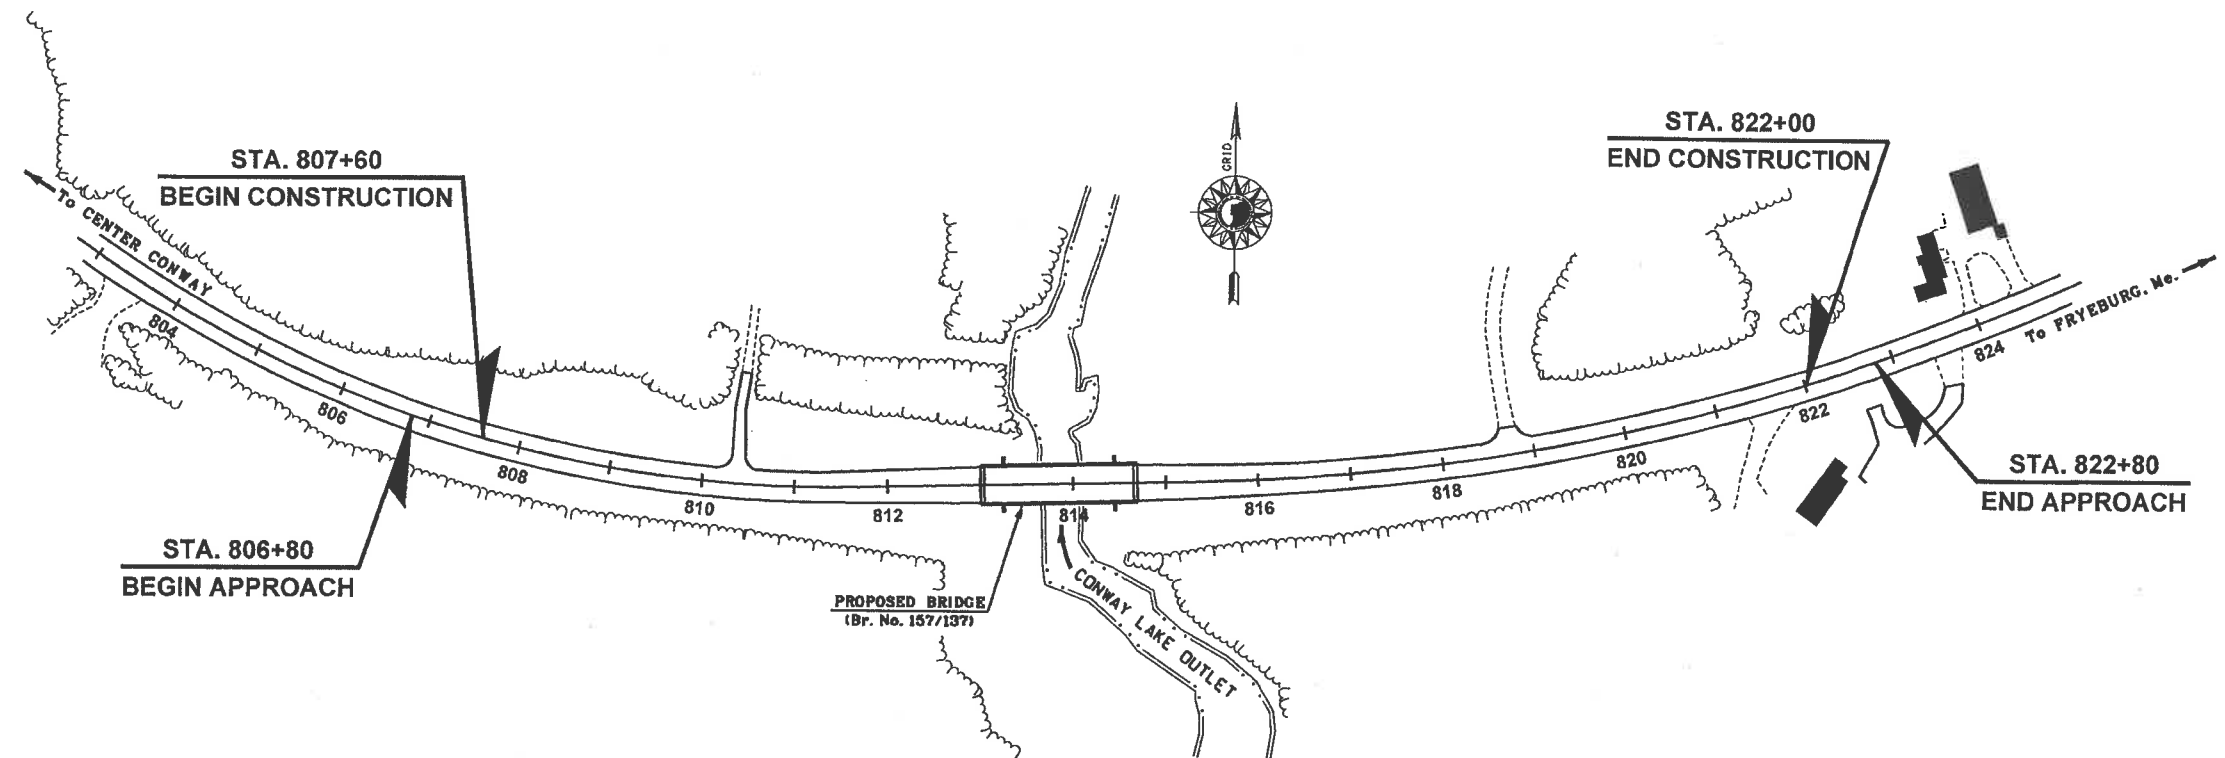 STA. 822+00
END CONSTRUCTION
GRID
STA. 807+60
BEGIN CONSTRUCTION
To CENTER CONWAY
To FRYEBURG, Me.
804
806
808
810
812
814
816
818
820
822
824
STA. 822+80
END APPROACH
STA. 806+80
BEGIN APPROACH
PROPOSED BRIDGE
(Br. No. 157/137)
CONWAY LAKE OUTLET